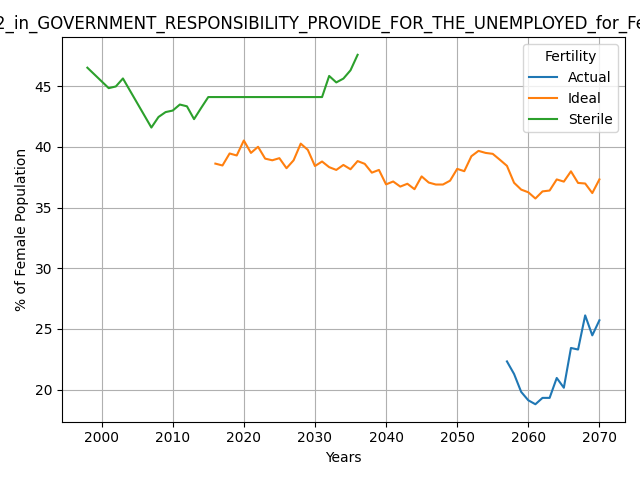 2_in_GOVERNMENT_RESPONSIBILITY_PROVIDE_FOR_THE_UNEMPLOYED_for_Fe
Fertility
Actual
Ideal
Sterile
% of Female Population
45
40
35
30
25
20
2000 2010 2020 2030 2040 2050 2060 2070
Years